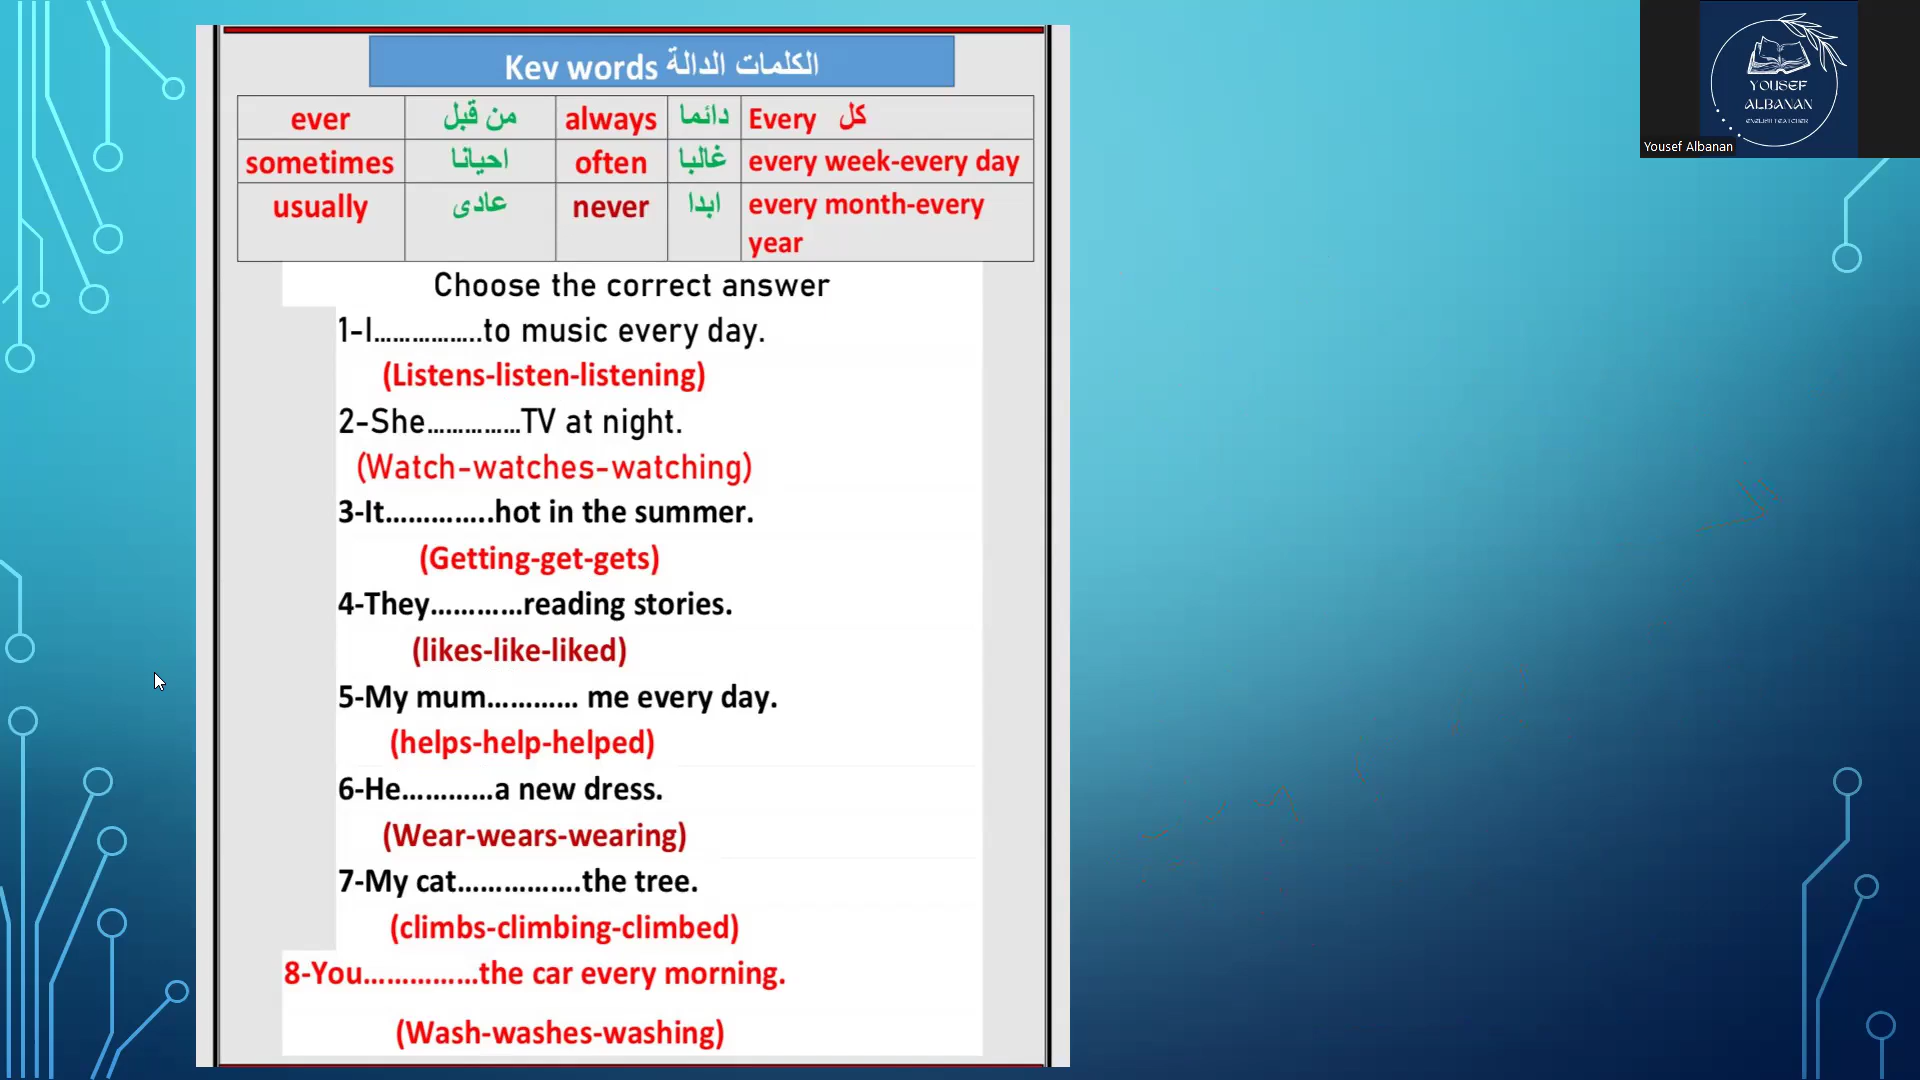 Kev words الكلمات الدالة
ever من قبل always دائما Every كل
sometimes احيانا often غالبا every week-every day
usually عادى never ابدا every month-every
year
Choose the correct answer
1-I……………..to music every day.
(Listens-listen-listening)
2-She……………TV at night.
(Watch-watches-watching)
3-It…………..hot in the summer.
(Getting-get-gets)
4-They…………reading stories.
(likes-like-liked)
5-My mum………… me every day.
(helps-help-helped)
6-He…………a new dress.
(Wear-wears-wearing)
7-My cat…………….the tree.
(climbs-climbing-climbed)
8-You……………the car every morning.
(Wash-washes-washing)
YOUSEF
ALBANAN
ENGLISH TEACHER
Yousef Albanan